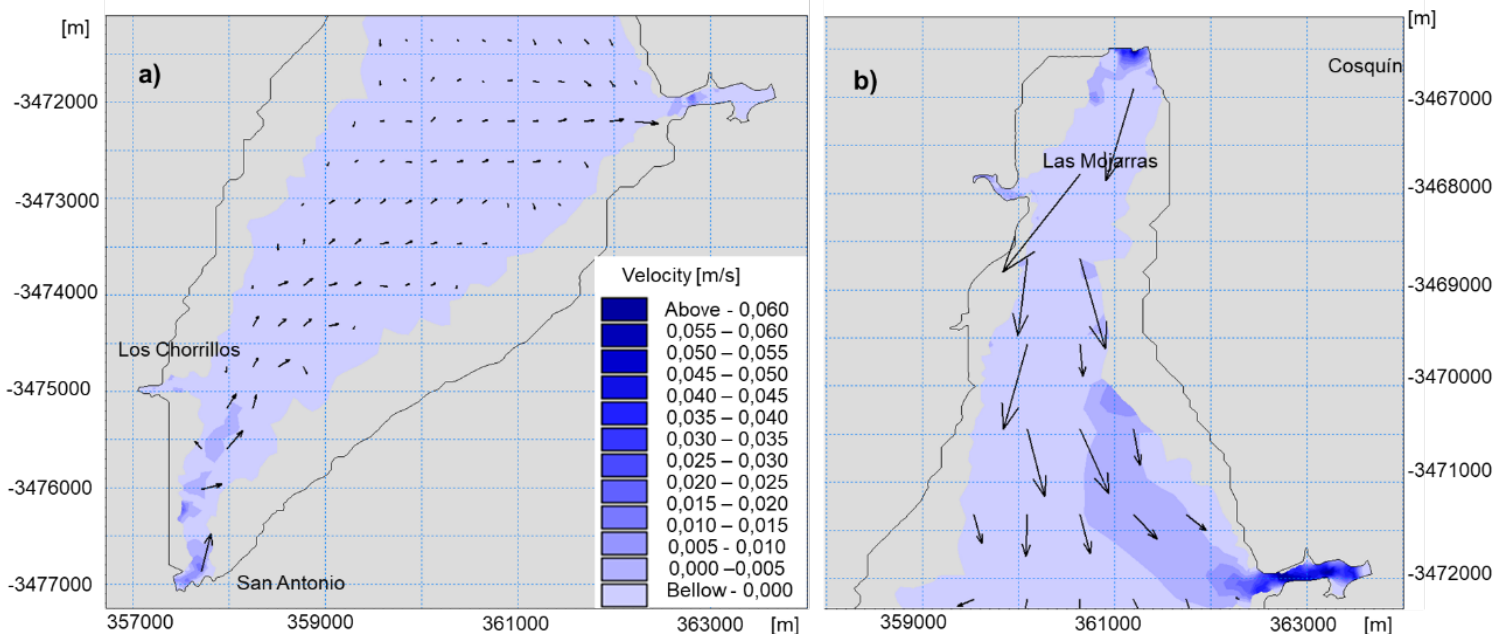 [m]
a)
-3472000
-3473000
-3474000
Los Chorrillos
-3475000
-3476000
-3477000
San Antonio
357000 359000 361000 363000 [m]
Velocity [m/s]
Above - 0,060
0,055 – 0,060
0,050 – 0,055
0,045 – 0,050
0,040 – 0,045
0,035 – 0,040
0,030 – 0,035
0,025 – 0,030
0,020 – 0,025
0,015 – 0,020
0,010 – 0,015
0,005 - 0,010
0,000 –0,005
Bellow - 0,000
[m]
b)
Cosquín
-3467000
Las Mojarras
-3468000
-3469000
-3470000
-3471000
-3472000
359000 361000 363000 [m]